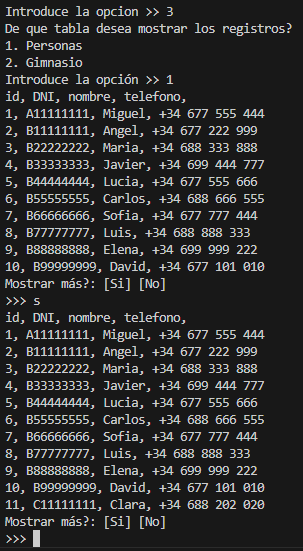 Introduce la opcion >> 3
De que tabla desea mostrar los registros?
1. Personas
2. Gimnasio
Introduce la opción >> 1
id, DNI, nombre, telefono,
1, A11111111, Miguel, +34 677 555 444
2, B11111111, Angel, +34 677 222 999
3, B22222222, Maria, +34 688 333 888
4, B33333333, Javier, +34 699 444 777
5, B44444444, Lucia, +34 677 555 666
6, B55555555, Carlos, +34 688 666 555
7, B66666666, Sofia, +34 677 777 444
8, B77777777, Luis, +34 688 888 333
9, B88888888, Elena, +34 699 999 222
10, B99999999, David, +34 677 101 010
Mostrar más?: [Si] [No]
>>> s
id, DNI, nombre, telefono,
1, A11111111, Miguel, +34 677 555 444
2, B11111111, Angel, +34 677 222 999
3, B22222222, Maria, +34 688 333 888
4, B33333333, Javier, +34 699 444 777
5, B44444444, Lucia, +34 677 555 666
6, B55555555, Carlos, +34 688 666 555
7, B66666666, Sofia, +34 677 777 444
8, B77777777, Luis, +34 688 888 333
9, B88888888, Elena, +34 699 999 222
10, B99999999, David, +34 677 101 010
11, C11111111, Clara, +34 688 202 020
Mostrar más?: [Si] [No]
>>>